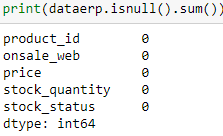 print(dataerp.isnull().sum())
product_id 0
onsale_web 0
price 0
stock_quantity 0
stock_status 0
dtype: int64